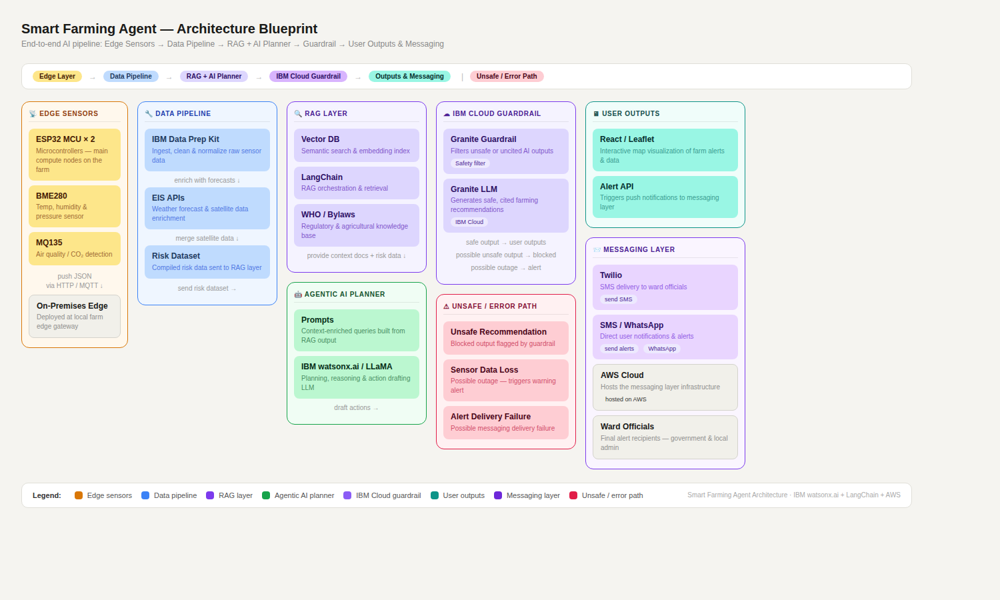 Smart Farming Agent — Architecture Blueprint
End-to-end AI pipeline: Edge Sensors → Data Pipeline → RAG + AI Planner → Guardrail → User Outputs & Messaging
Edge Layer → Data Pipeline → RAG + AI Planner → IBM Cloud Guardrail → Outputs & Messaging | Unsafe / Error Path
📡 EDGE SENSORS
ESP32 MCU × 2
Microcontrollers — main
compute nodes on the
farm
BME280
Temp, humidity &
pressure sensor
MQ135
Air quality / CO₂ detection
push JSON
via HTTP / MQTT ↓
On-Premises Edge
Deployed at local farm
edge gateway
🔧 DATA PIPELINE
IBM Data Prep Kit
Ingest, clean & normalize raw sensor
data
enrich with forecasts ↓
EIS APIs
Weather forecast & satellite data
enrichment
merge satellite data ↓
Risk Dataset
Compiled risk data sent to RAG layer
send risk dataset →
🔍 RAG LAYER
Vector DB
Semantic search & embedding index
LangChain
RAG orchestration & retrieval
WHO / Bylaws
Regulatory & agricultural knowledge
base
provide context docs + risk data ↓
🤖 AGENTIC AI PLANNER
Prompts
Context-enriched queries built from
RAG output
IBM watsonx.ai / LLaMA
Planning, reasoning & action drafting
LLM
draft actions →
☁ IBM CLOUD GUARDRAIL
Granite Guardrail
Filters unsafe or uncited AI outputs
Safety filter
Granite LLM
Generates safe, cited farming
recommendations
IBM Cloud
safe output → user outputs
possible unsafe output → blocked
possible outage → alert
⚠ UNSAFE / ERROR PATH
Unsafe Recommendation
Blocked output flagged by guardrail
Sensor Data Loss
Possible outage — triggers warning
alert
Alert Delivery Failure
Possible messaging delivery failure
🖥 USER OUTPUTS
React / Leaflet
Interactive map visualization of farm alerts
& data
Alert API
Triggers push notifications to messaging
layer
📨 MESSAGING LAYER
Twilio
SMS delivery to ward officials
send SMS
SMS / WhatsApp
Direct user notifications & alerts
send alerts WhatsApp
AWS Cloud
Hosts the messaging layer infrastructure
hosted on AWS
Ward Officials
Final alert recipients — government & local
admin
Legend: Edge sensors Data pipeline RAG layer Agentic AI planner IBM Cloud guardrail User outputs Messaging layer Unsafe / error path
Smart Farming Agent Architecture · IBM watsonx.ai + LangChain + AWS